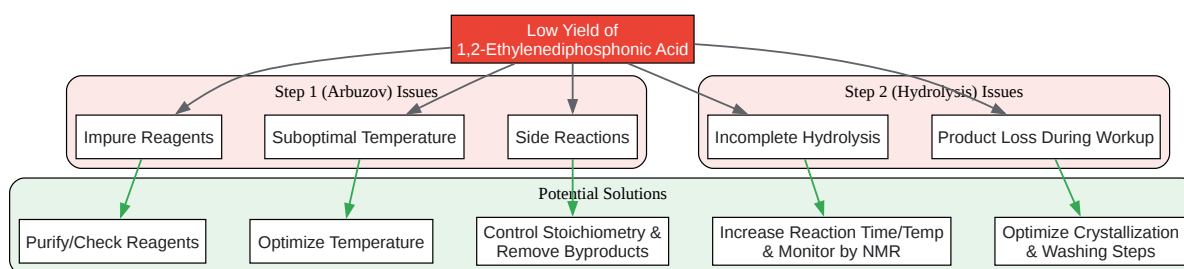 Low Yield of
1,2-Ethylenediphosphonic Acid
Step 1 (Arbuzov) Issues
Step 2 (Hydrolysis) Issues
Impure Reagents
Suboptimal Temperature
Side Reactions
Incomplete Hydrolysis
Product Loss During Workup
Potential Solutions
Purify/Check Reagents
Optimize Temperature
Control Stoichiometry &
Remove Byproducts
Increase Reaction Time/Temp
& Monitor by NMR
Optimize Crystallization
& Washing Steps